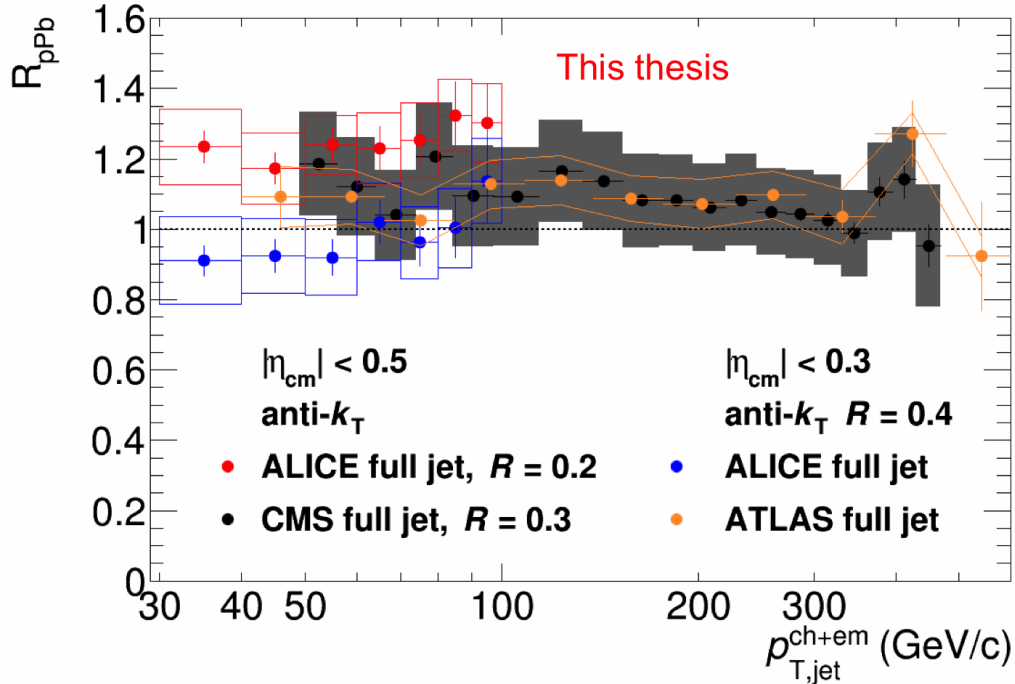 R_pPb
1.6
This thesis
1.4
1.2
1
0.8
|η_cm| < 0.5
|η_cm| < 0.3
0.6
anti-k_T
anti-k_T R = 0.4
0.4
ALICE full jet, R = 0.2
ALICE full jet
0.2
CMS full jet, R = 0.3
ATLAS full jet
0
30 40 50 100 200 300
p_T,jet^ch+em (GeV/c)